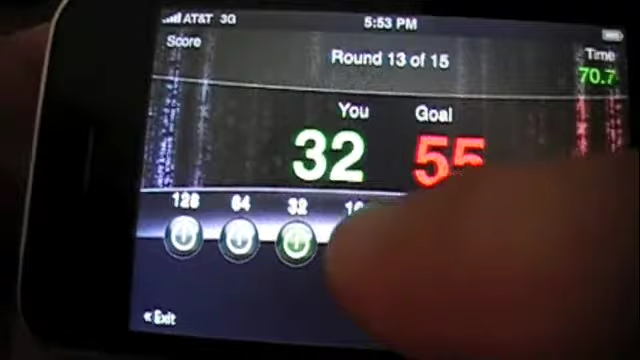 AT&T 3G
5:53 PM
Score
Round 13 of 15
Time
70.7
You
Goal
32
55
128
64
32
« Exit